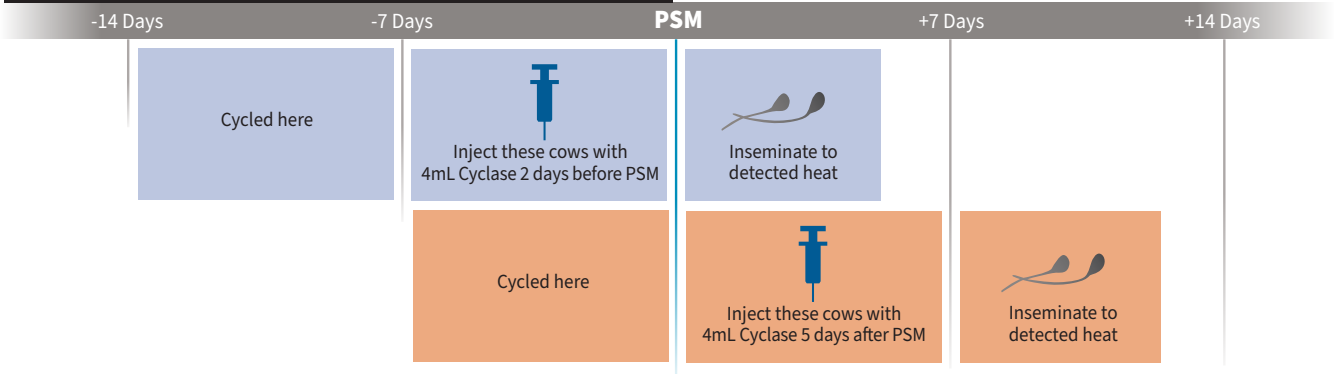 -14 Days
-7 Days
PSM
+7 Days
+14 Days
Cycled here
Inject these cows with
4mL Cyclase 2 days before PSM
Inseminate to
detected heat
Cycled here
Inject these cows with
4mL Cyclase 5 days after PSM
Inseminate to
detected heat